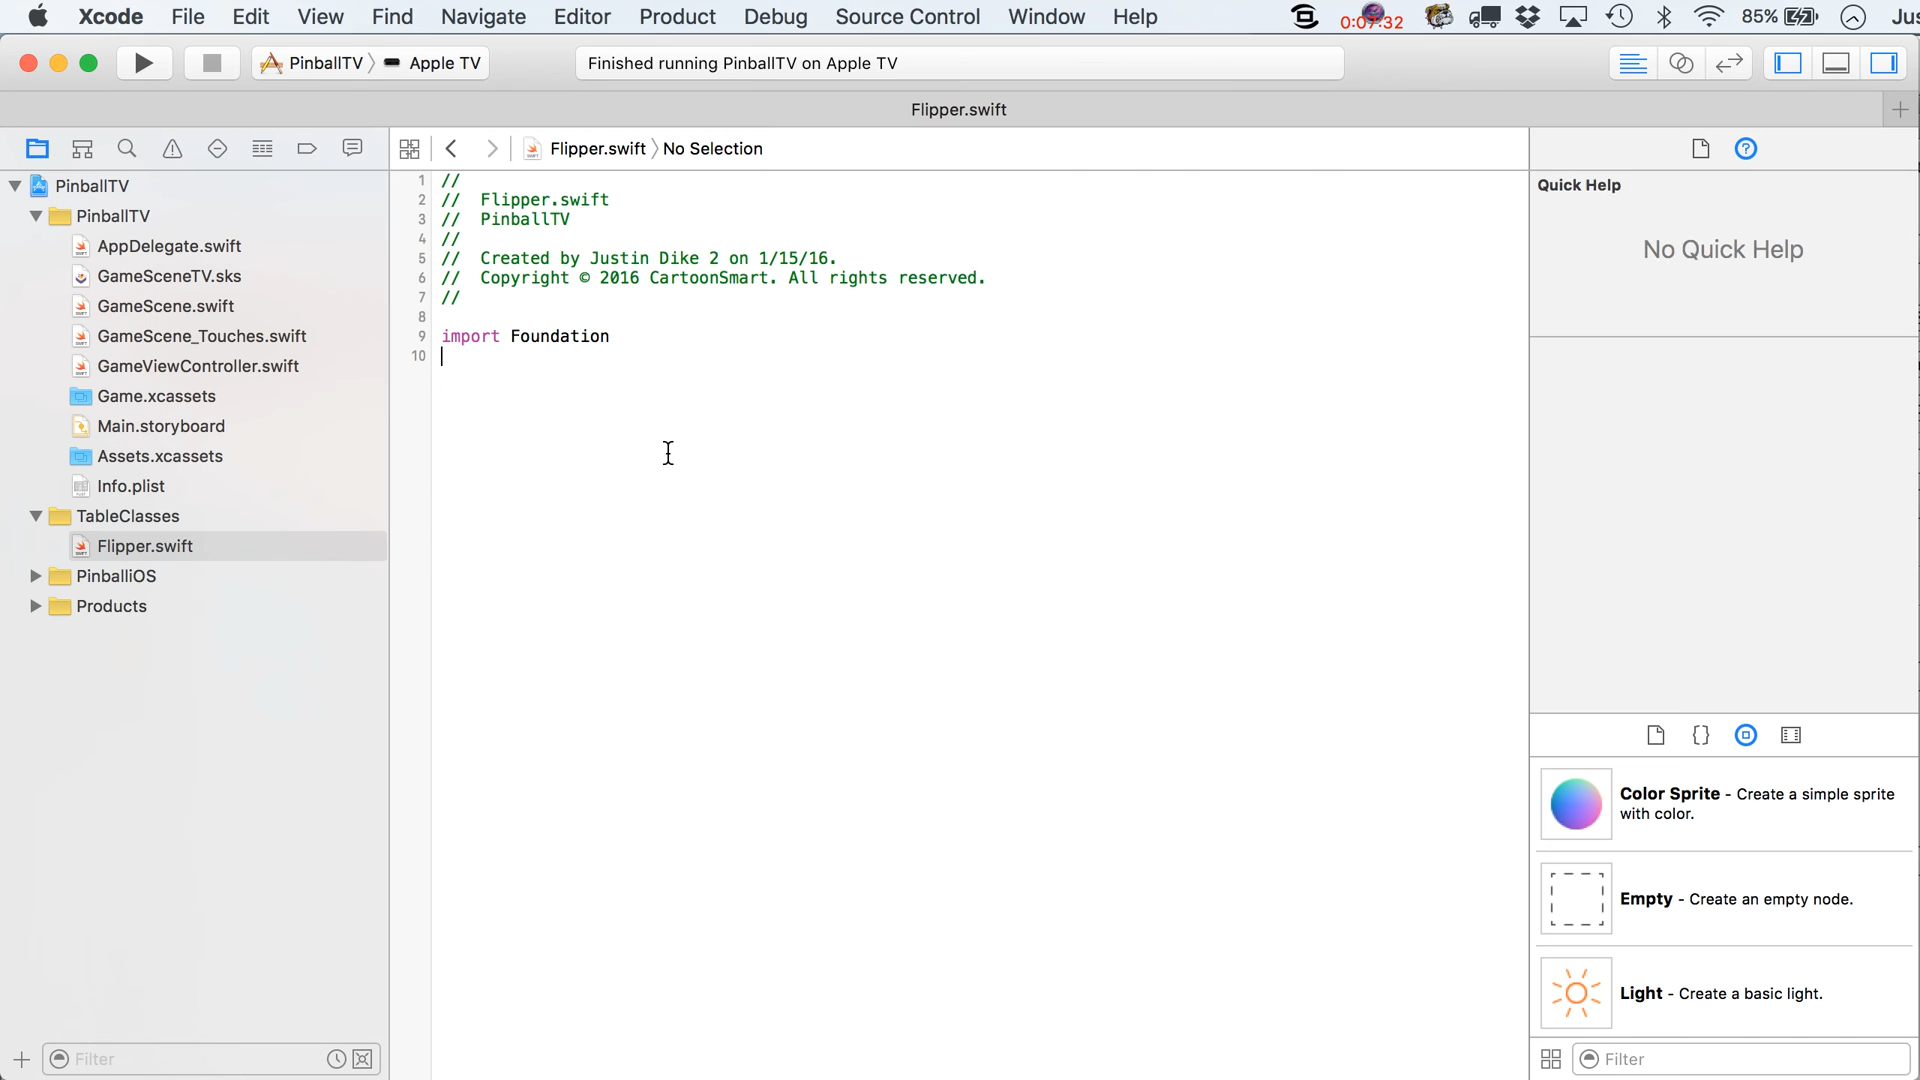 Xcode File Edit View Find Navigate Editor Product Debug Source Control Window Help 0:07:32 85% Jus
PinballTV Apple TV Finished running PinballTV on Apple TV
Flipper.swift
Flipper.swift No Selection
Quick Help
No Quick Help
PinballTV
PinballTV
AppDelegate.swift
GameSceneTV.sks
GameScene.swift
GameScene_Touches.swift
GameViewController.swift
Game.xcassets
Main.storyboard
Assets.xcassets
Info.plist
TableClasses
Flipper.swift
PinballiOS
Products
Filter
1 //
2 //  Flipper.swift
3 //  PinballTV
4 //
5 //  Created by Justin Dike 2 on 1/15/16.
6 //  Copyright © 2016 CartoonSmart. All rights reserved.
7 //
8
9 import Foundation
10
Color Sprite - Create a simple sprite
with color.
Empty - Create an empty node.
Light - Create a basic light.
Filter